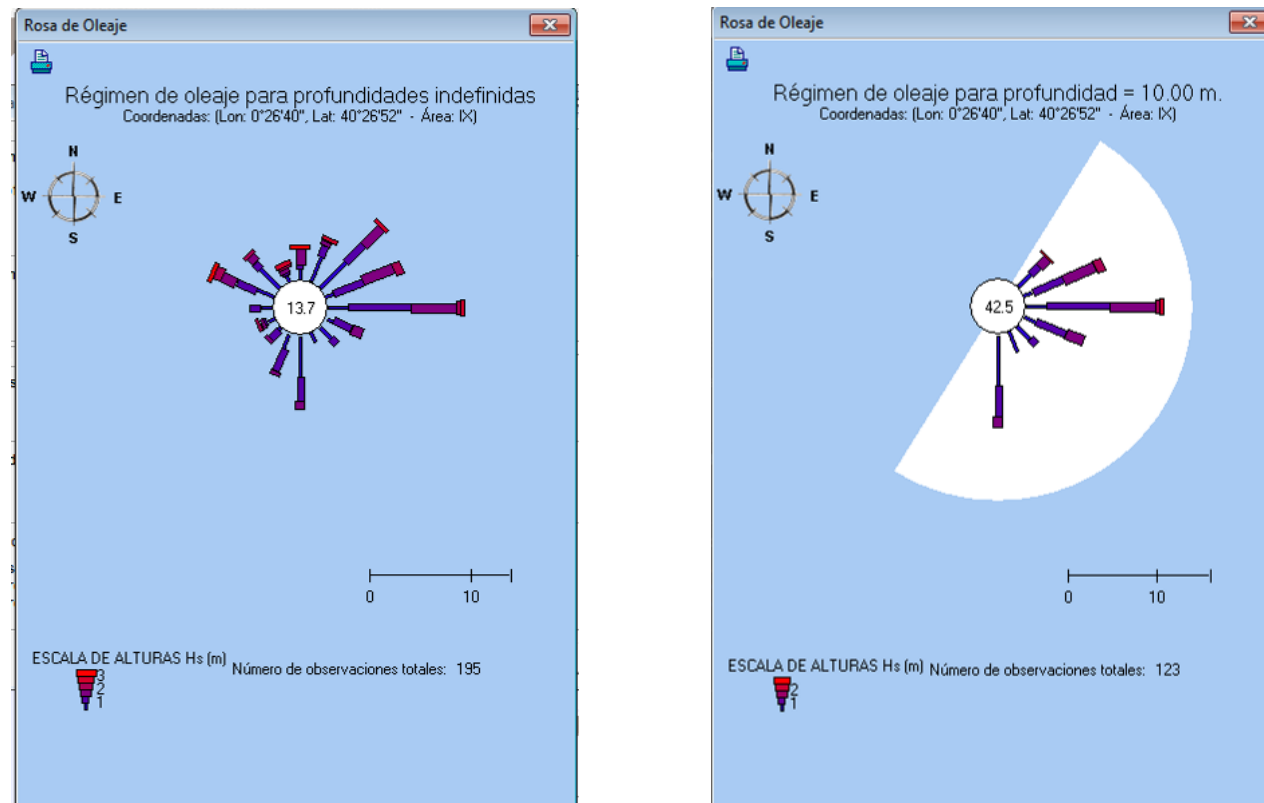 Rosa de Oleaje
Régimen de oleaje para profundidades indefinidas
Coordenadas: (Lon: 0°26'40", Lat: 40°26'52" - Área: IX)
N
W E
S
13.7
0 10
ESCALA DE ALTURAS Hs (m)
Número de observaciones totales: 195
3
2
1
Rosa de Oleaje
Régimen de oleaje para profundidad = 10.00 m.
Coordenadas: (Lon: 0°26'40", Lat: 40°26'52" - Área: IX)
N
W E
S
42.5
0 10
ESCALA DE ALTURAS Hs (m)
Número de observaciones totales: 123
2
1